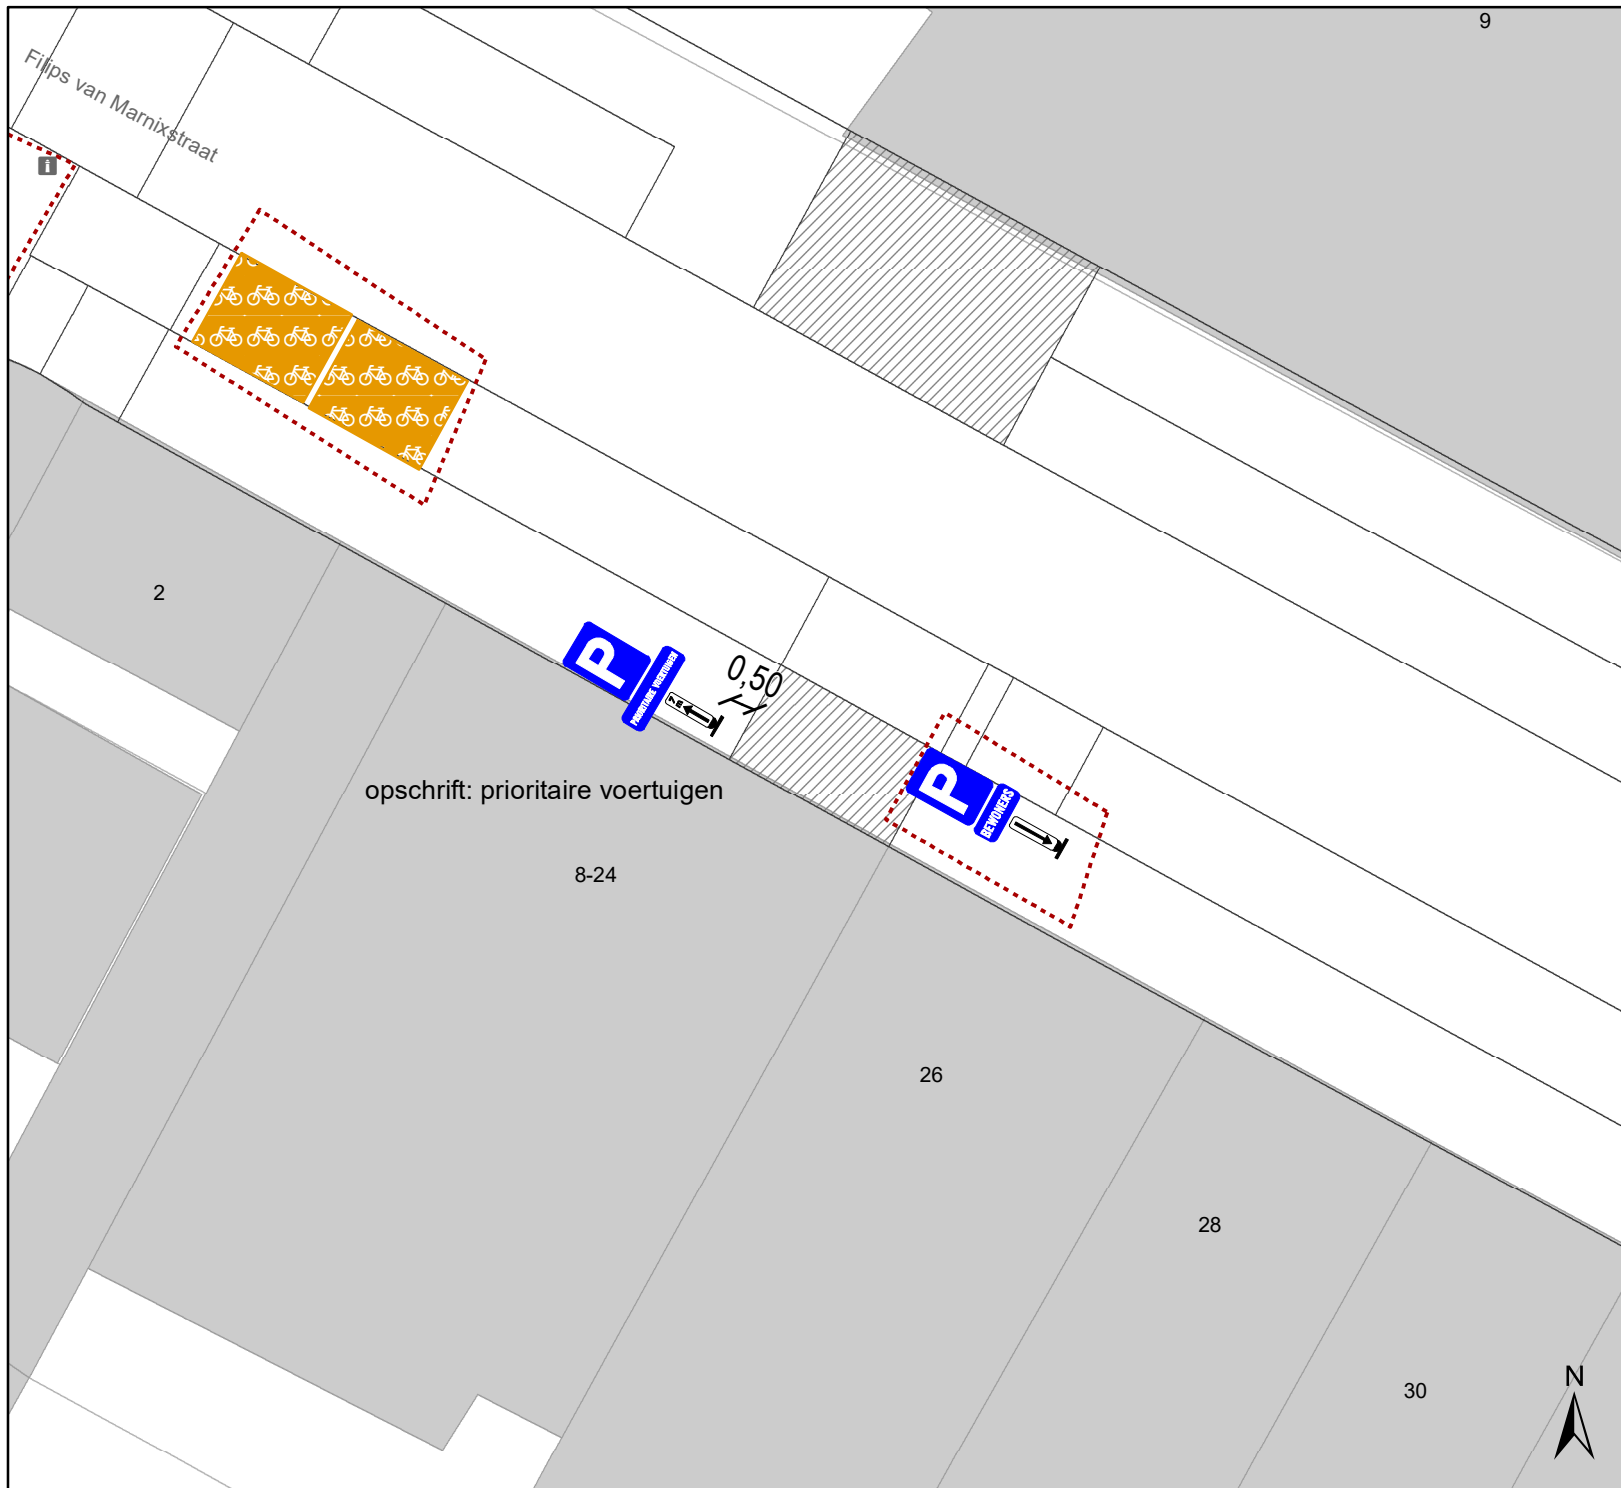 9
Filips van Marnixstraat
i
2
P
PRIORITAIRE VOERTUIGEN
0,50
P
BEWONERS
opschrift: prioritaire voertuigen
8-24
26
28
30
N